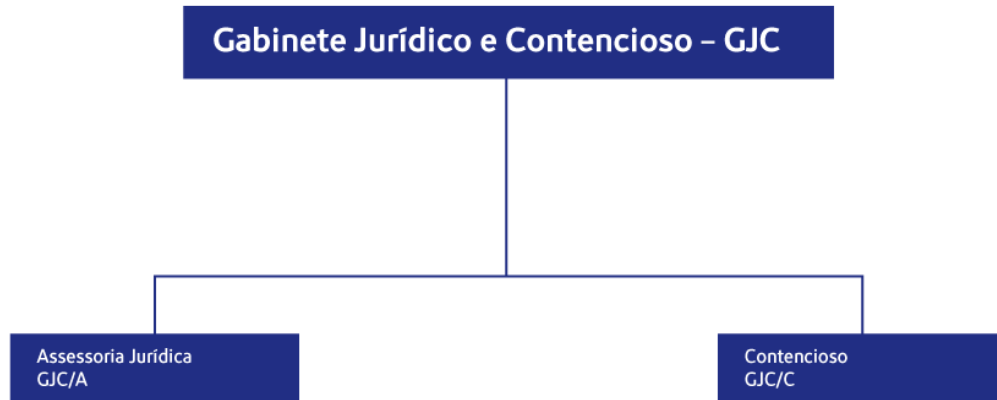 Gabinete Jurídico e Contencioso – GJC
Assessoria Jurídica
GJC/A
Contencioso
GJC/C